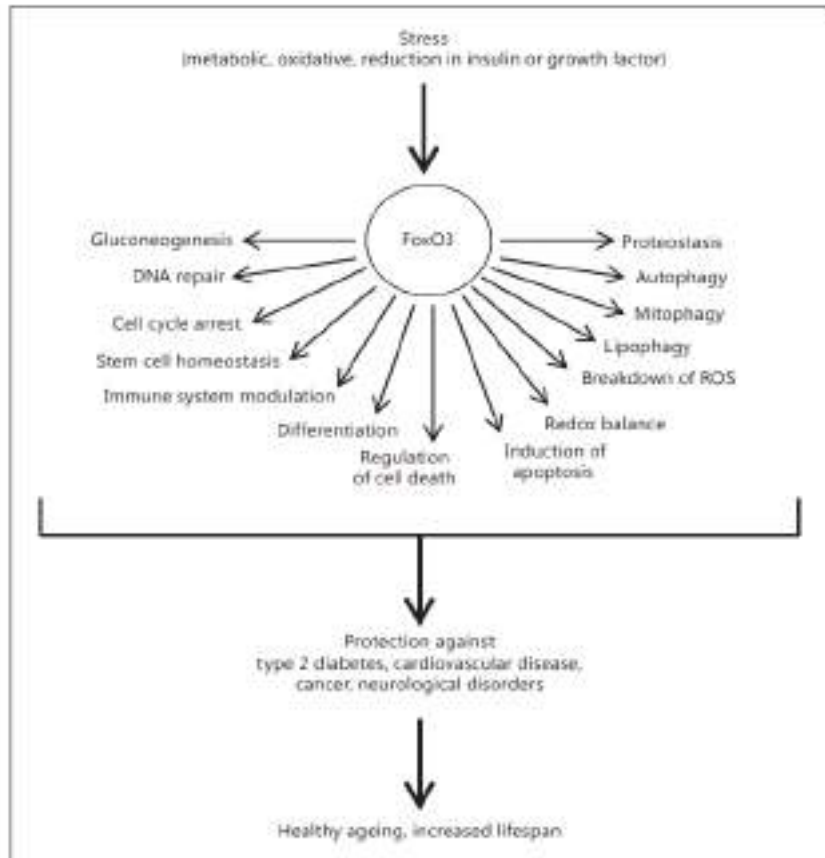 Stress
(metabolic, oxidative, reduction in insulin or growth factor)
FoxO3
Gluconeogenesis
DNA repair
Cell cycle arrest
Stem cell homeostasis
Immune system modulation
Differentiation
Regulation
of cell death
Induction of
apoptosis
Redox balance
Breakdown of ROS
Lipophagy
Mitophagy
Autophagy
Proteostasis
Protection against
type 2 diabetes, cardiovascular disease,
cancer, neurological disorders
Healthy ageing, increased lifespan